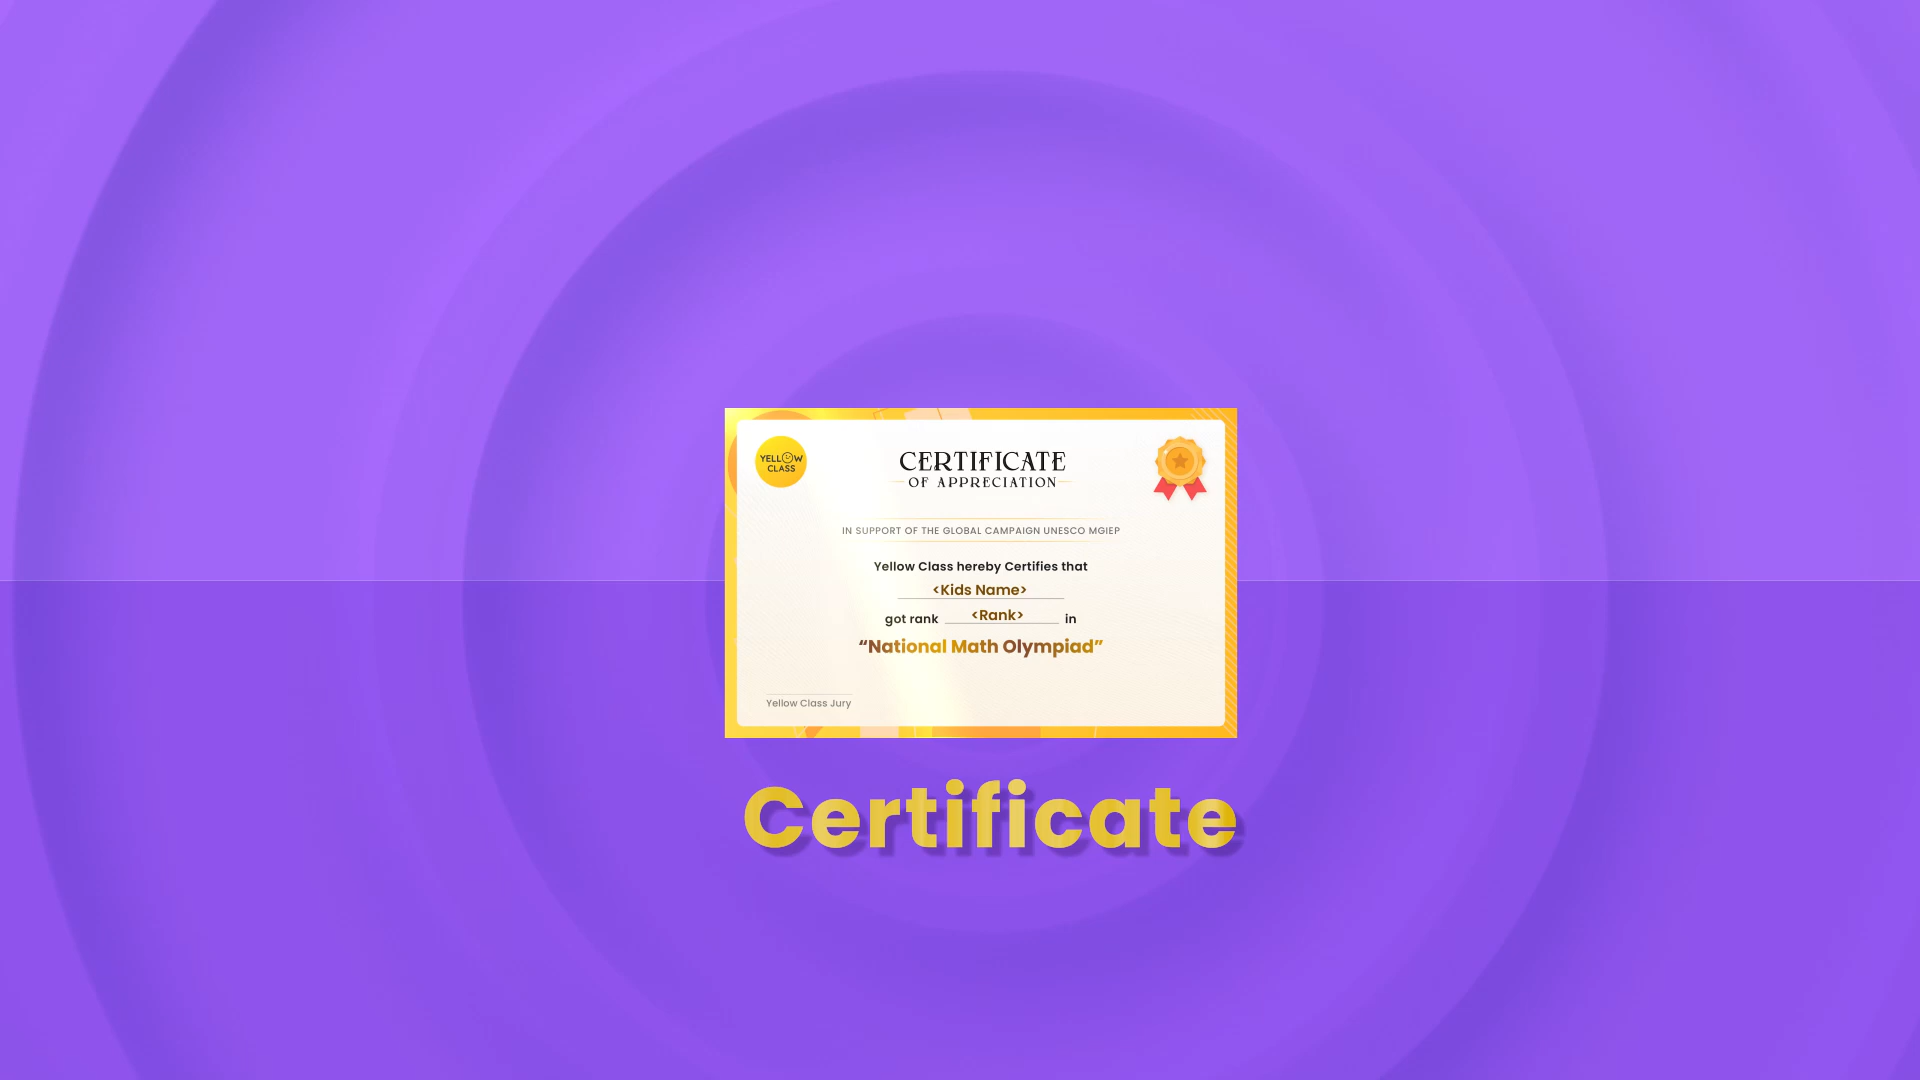 YELLOW
CLASS
CERTIFICATE
OF APPRECIATION
IN SUPPORT OF THE GLOBAL CAMPAIGN UNESCO MGIEP
Yellow Class hereby Certifies that
<Kids Name>
got rank <Rank> in
“National Math Olympiad”
Yellow Class Jury
Certificate